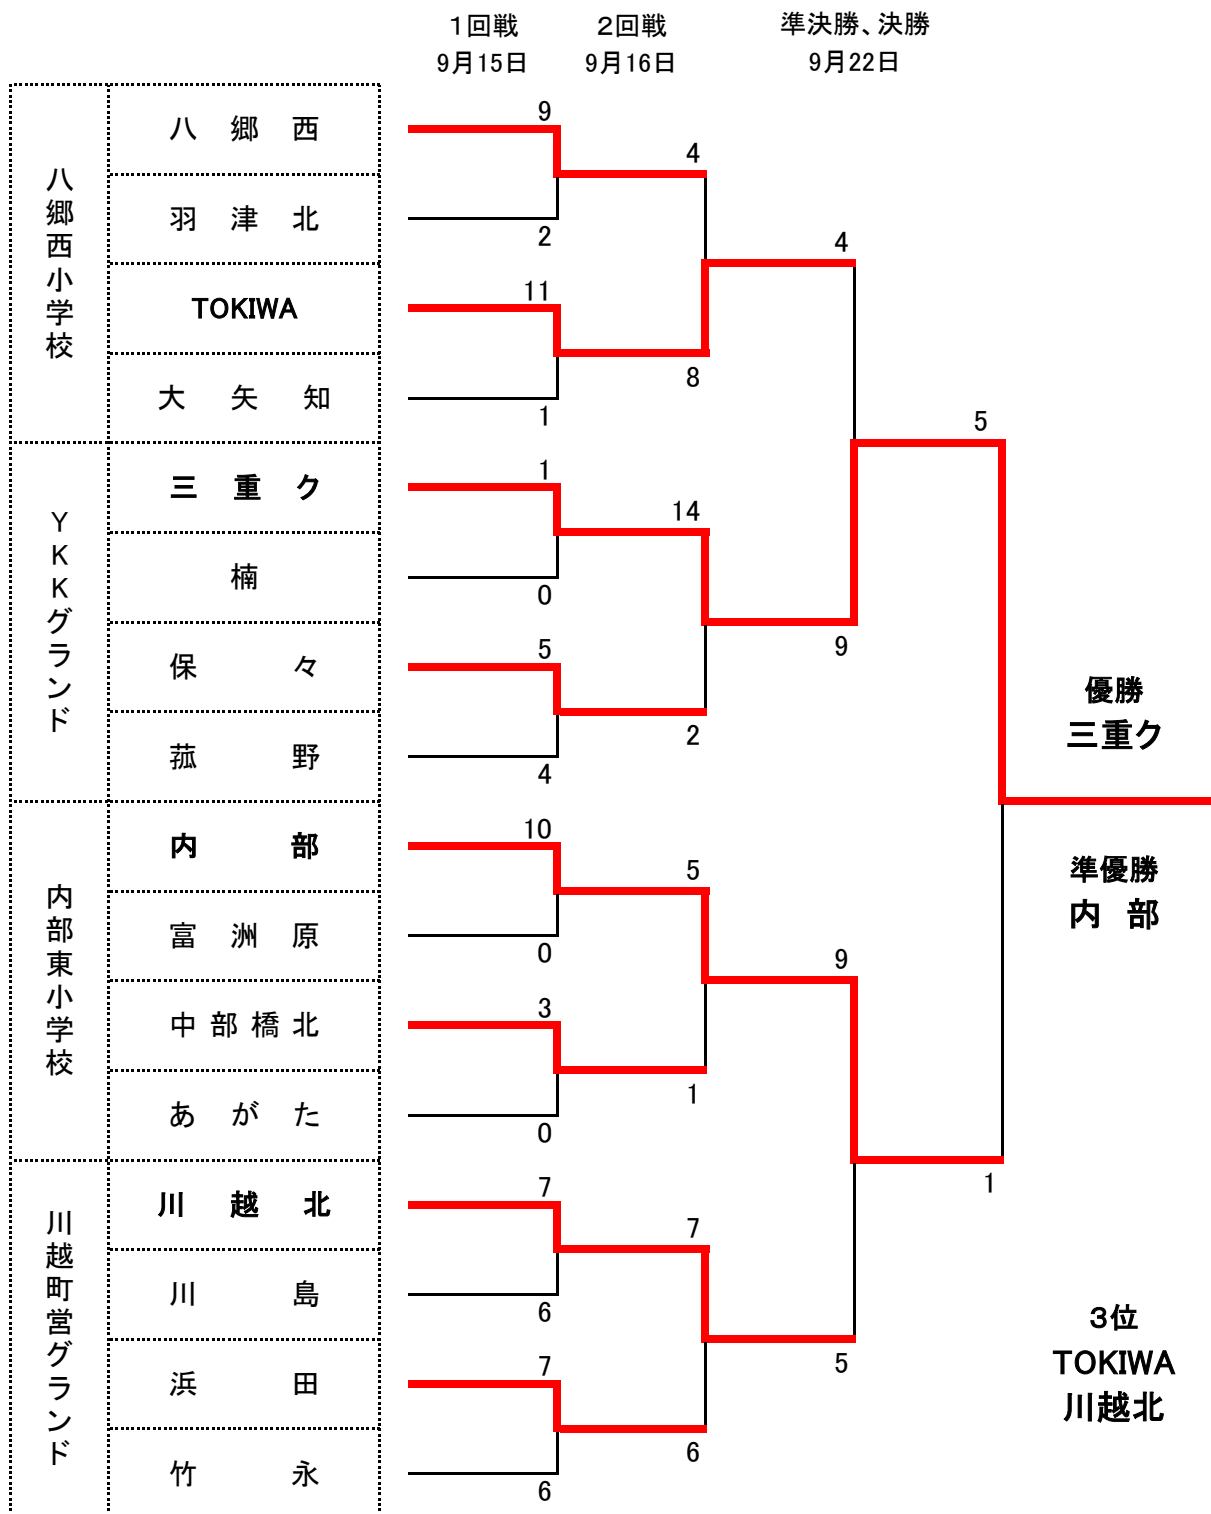 １回戦 ２回戦 準決勝、決勝
9月15日 9月16日 9月22日
八郷西小学校
八郷西 9
4
羽津北 2
4
TOKIWA 11
8
大矢知 1
5
YKKグランド
三重ク 1
14
楠 0
9
保々 5
2
菰野 4
優勝
三重ク
内部東小学校
内部 10
5
準優勝
内部
富洲原 0
9
中部橋北 3
1
あがた 0
1
川越町営グランド
川越北 7
7
川島 6
5
浜田 7
6
竹永 6
３位
TOKIWA
川越北